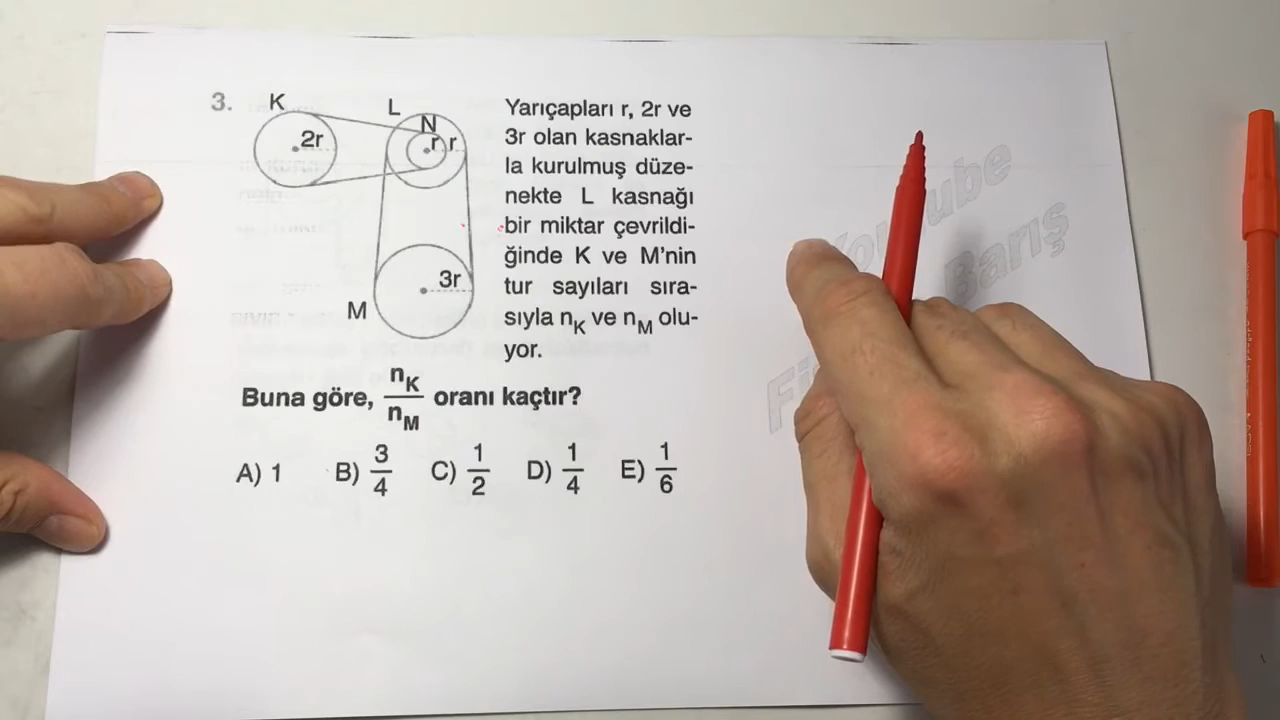 3.
K
L
N
2r
r r
3r
M
Yarıçapları r, 2r ve
3r olan kasnaklar-
la kurulmuş düze-
nekte L kasnağı
bir miktar çevrildi-
ğinde K ve M'nin
tur sayıları sıra-
sıyla nK ve nM olu-
yor.
Buna göre, nK/nM oranı kaçtır?
A) 1 B) 3/4 C) 1/2 D) 1/4 E) 1/6
Barış